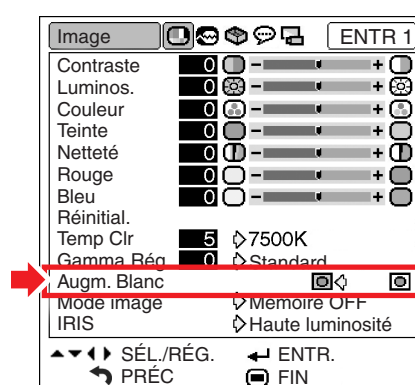 Image ENTR 1
Contraste 0 - +
Luminos. 0 - +
Couleur 0 - +
Teinte 0 - +
Netteté 0 - +
Rouge 0 - +
Bleu 0 - +
Réinitial.
Temp Clr 5 7500K
Gamma Rég 0 Standard
Augm. Blanc
Mode image Mémoire OFF
IRIS Haute luminosité
SÉL./RÉG. ENTR.
PRÉC FIN